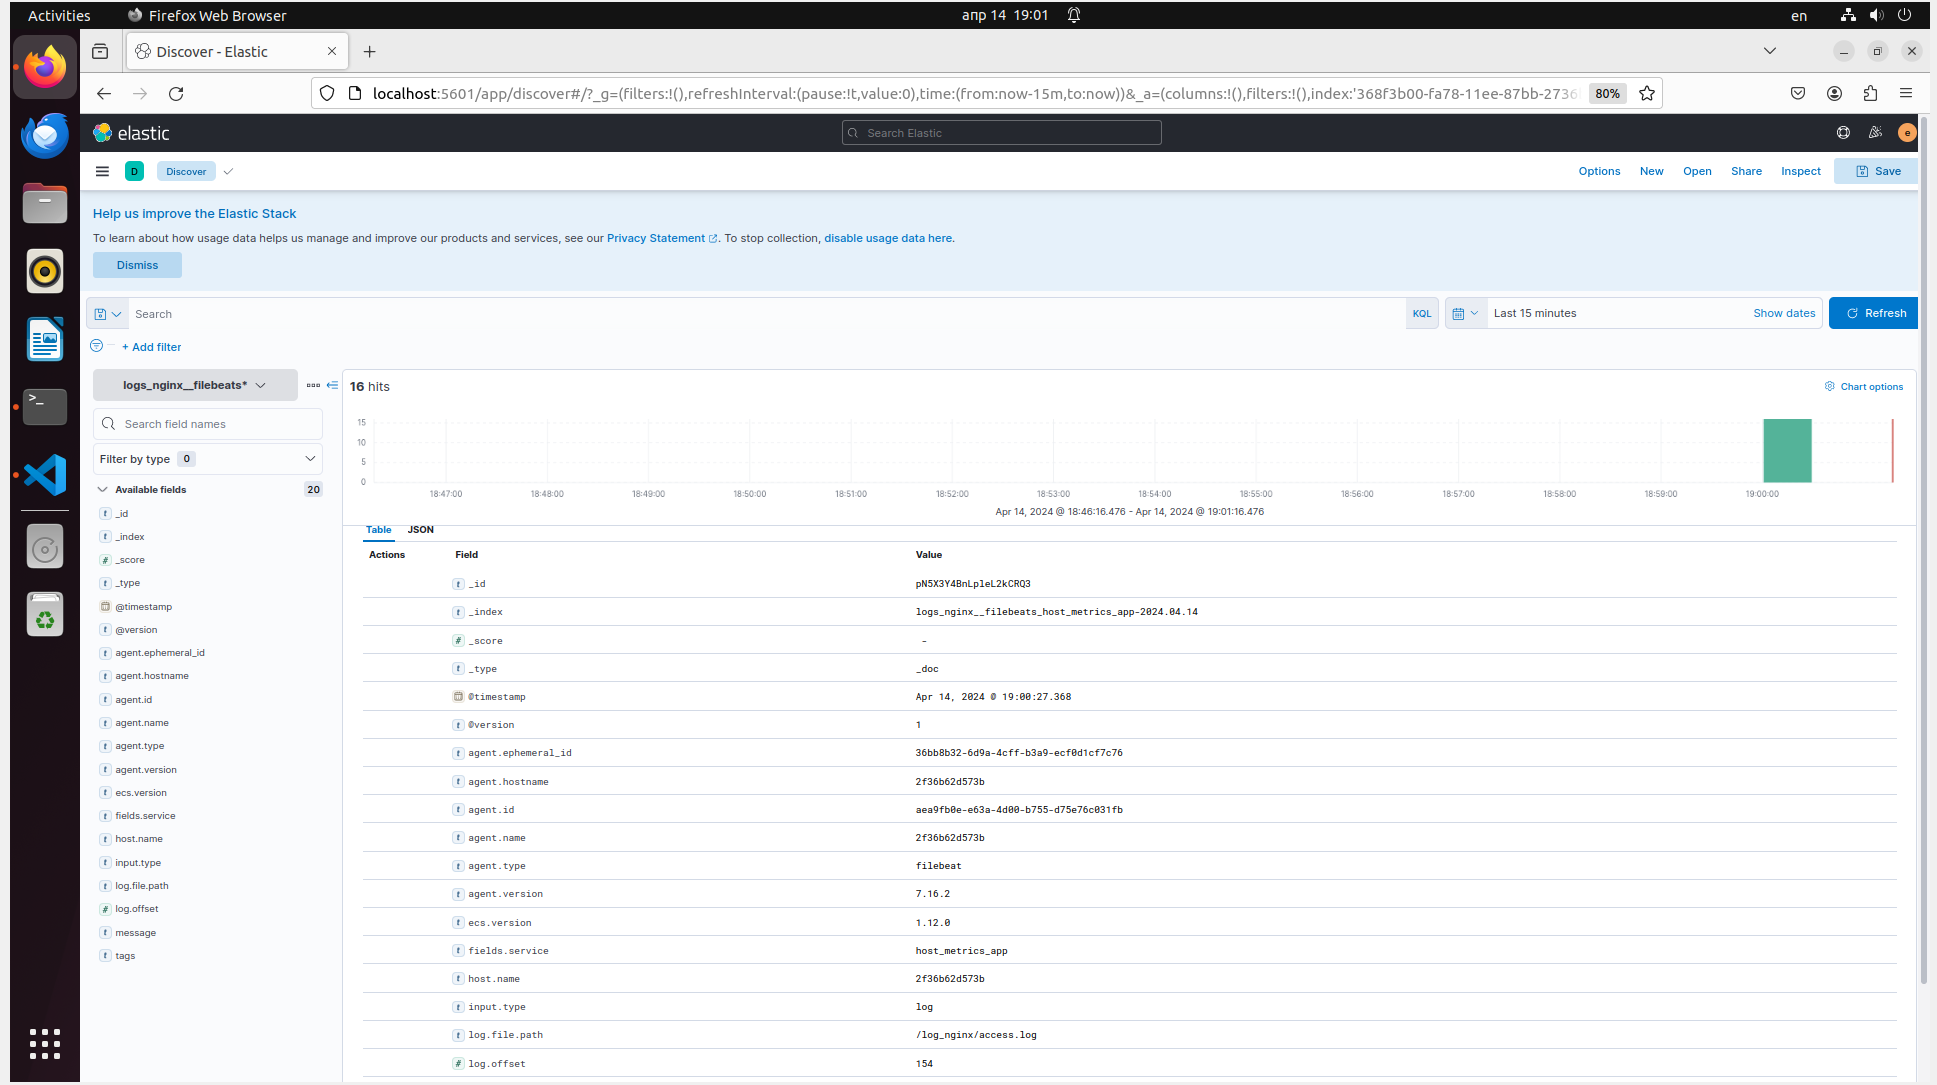 Activities
Firefox Web Browser
апр 14 19:01
en
Discover - Elastic
localhost:5601/app/discover#/?_g=(filters:!(),refreshInterval:(pause:!t,value:0),time:(from:now-15m,to:now))&_a=(columns:!(),filters:!(),index:'368f3b00-fa78-11ee-87bb-2736
80%
elastic
Search Elastic
e
D
Discover
Options
New
Open
Share
Inspect
Save
Help us improve the Elastic Stack
To learn about how usage data helps us manage and improve our products and services, see our Privacy Statement. To stop collection, disable usage data here.
Dismiss
Search
KQL
Last 15 minutes
Show dates
Refresh
+ Add filter
logs_nginx__filebeats*
16 hits
Chart options
Search field names
Filter by type 0
Available fields 20
_id
_index
_score
_type
@timestamp
@version
agent.ephemeral_id
agent.hostname
agent.id
agent.name
agent.type
agent.version
ecs.version
fields.service
host.name
input.type
log.file.path
log.offset
message
tags
15
10
5
0
18:47:00 18:48:00 18:49:00 18:50:00 18:51:00 18:52:00 18:53:00 18:54:00 18:55:00 18:56:00 18:57:00 18:58:00 18:59:00 19:00:00
Apr 14, 2024 @ 18:46:16.476 - Apr 14, 2024 @ 19:01:16.476
Table JSON
Actions Field Value
_id pN5X3Y4BnLpleL2kCRQ3
_index logs_nginx__filebeats_host_metrics_app-2024.04.14
_score -
_type _doc
@timestamp Apr 14, 2024 @ 19:00:27.368
@version 1
agent.ephemeral_id 36bb8b32-6d9a-4cff-b3a9-ecf0d1cf7c76
agent.hostname 2f36b62d573b
agent.id aea9fb0e-e63a-4d00-b755-d75e76c031fb
agent.name 2f36b62d573b
agent.type filebeat
agent.version 7.16.2
ecs.version 1.12.0
fields.service host_metrics_app
host.name 2f36b62d573b
input.type log
log.file.path /log_nginx/access.log
log.offset 154